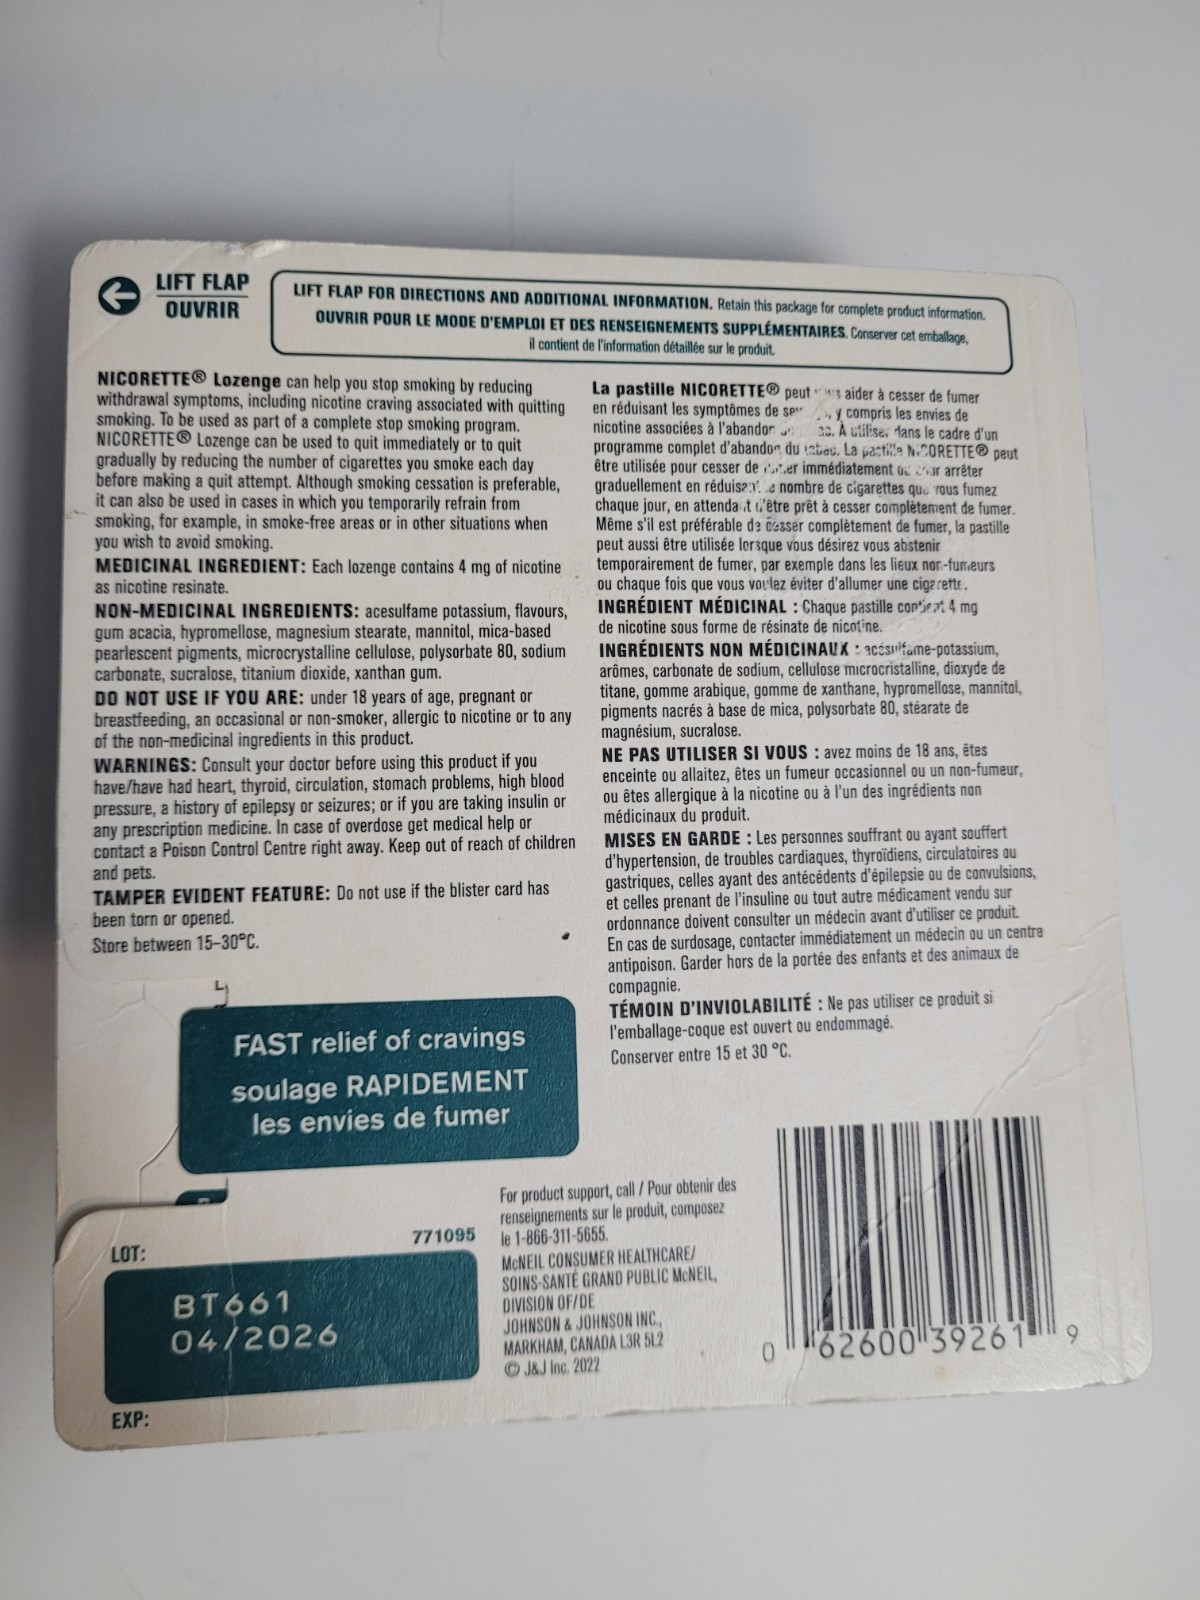 LIFT FLAP
OUVRIR
LIFT FLAP FOR DIRECTIONS AND ADDITIONAL INFORMATION. Retain this package for complete product information.
OUVRIR POUR LE MODE D'EMPLOI ET DES RENSEIGNEMENTS SUPPLÉMENTAIRES. Conserver cet emballage,
il contient de l'information détaillée sur le produit.
NICORETTE® Lozenge can help you stop smoking by reducing
withdrawal symptoms, including nicotine craving associated with quitting
smoking. To be used as part of a complete stop smoking program.
NICORETTE® Lozenge can be used to quit immediately or to quit
gradually by reducing the number of cigarettes you smoke each day
before making a quit attempt. Although smoking cessation is preferable,
it can also be used in cases in which you temporarily refrain from
smoking, for example, in smoke-free areas or in other situations when
you wish to avoid smoking.
MEDICINAL INGREDIENT: Each lozenge contains 4 mg of nicotine
as nicotine resinate.
NON-MEDICINAL INGREDIENTS: acesulfame potassium, flavours,
gum acacia, hypromellose, magnesium stearate, mannitol, mica-based
pearlescent pigments, microcrystalline cellulose, polysorbate 80, sodium
carbonate, sucralose, titanium dioxide, xanthan gum.
DO NOT USE IF YOU ARE: under 18 years of age, pregnant or
breastfeeding, an occasional or non-smoker, allergic to nicotine or to any
of the non-medicinal ingredients in this product.
WARNINGS: Consult your doctor before using this product if you
have/have had heart, thyroid, circulation, stomach problems, high blood
pressure, a history of epilepsy or seizures; or if you are taking insulin or
any prescription medicine. In case of overdose get medical help or
contact a Poison Control Centre right away. Keep out of reach of children
and pets.
TAMPER EVIDENT FEATURE: Do not use if the blister card has
been torn or opened.
Store between 15–30°C.
La pastille NICORETTE® peut aider à cesser de fumer
en réduisant les symptômes de y compris les envies de
nicotine associées à l'abandon À utiliser dans le cadre d'un
programme complet d'abandon du tabac. La pastille NICORETTE® peut
être utilisée pour cesser de fumer immédiatement ou arrêter
graduellement en réduisant le nombre de cigarettes que vous fumez
chaque jour, en attendant d'être prêt à cesser complètement de fumer.
Même s'il est préférable de cesser complètement de fumer, la pastille
peut aussi être utilisée lorsque vous désirez vous abstenir
temporairement de fumer, par exemple dans les lieux non-fumeurs
ou chaque fois que vous voulez éviter d'allumer une cigarette.
INGRÉDIENT MÉDICINAL : Chaque pastille contient 4 mg
de nicotine sous forme de résinate de nicotine.
INGRÉDIENTS NON MÉDICINAUX : acésulfame-potassium,
arômes, carbonate de sodium, cellulose microcristalline, dioxyde de
titane, gomme arabique, gomme de xanthane, hypromellose, mannitol,
pigments nacrés à base de mica, polysorbate 80, stéarate de
magnésium, sucralose.
NE PAS UTILISER SI VOUS : avez moins de 18 ans, êtes
enceinte ou allaitez, êtes un fumeur occasionnel ou un non-fumeur,
ou êtes allergique à la nicotine ou à l'un des ingrédients non
médicinaux du produit.
MISES EN GARDE : Les personnes souffrant ou ayant souffert
d'hypertension, de troubles cardiaques, thyroïdiens, circulatoires ou
gastriques, celles ayant des antécédents d'épilepsie ou de convulsions,
et celles prenant de l'insuline ou tout autre médicament vendu sur
ordonnance doivent consulter un médecin avant d'utiliser ce produit.
En cas de surdosage, contacter immédiatement un médecin ou un centre
antipoison. Garder hors de la portée des enfants et des animaux de
compagnie.
TÉMOIN D'INVIOLABILITÉ : Ne pas utiliser ce produit si
l'emballage-coque est ouvert ou endommagé.
Conserver entre 15 et 30 °C.
FAST relief of cravings
soulage RAPIDEMENT
les envies de fumer
LOT:
771095
BT661
04/2026
EXP:
For product support, call / Pour obtenir des
renseignements sur le produit, composez
le 1-866-311-5655.
McNEIL CONSUMER HEALTHCARE/
SOINS-SANTÉ GRAND PUBLIC McNEIL,
DIVISION OF/DE
JOHNSON & JOHNSON INC.,
MARKHAM, CANADA L3R 5L2
© J&J Inc. 2022
0 62600 39261 9